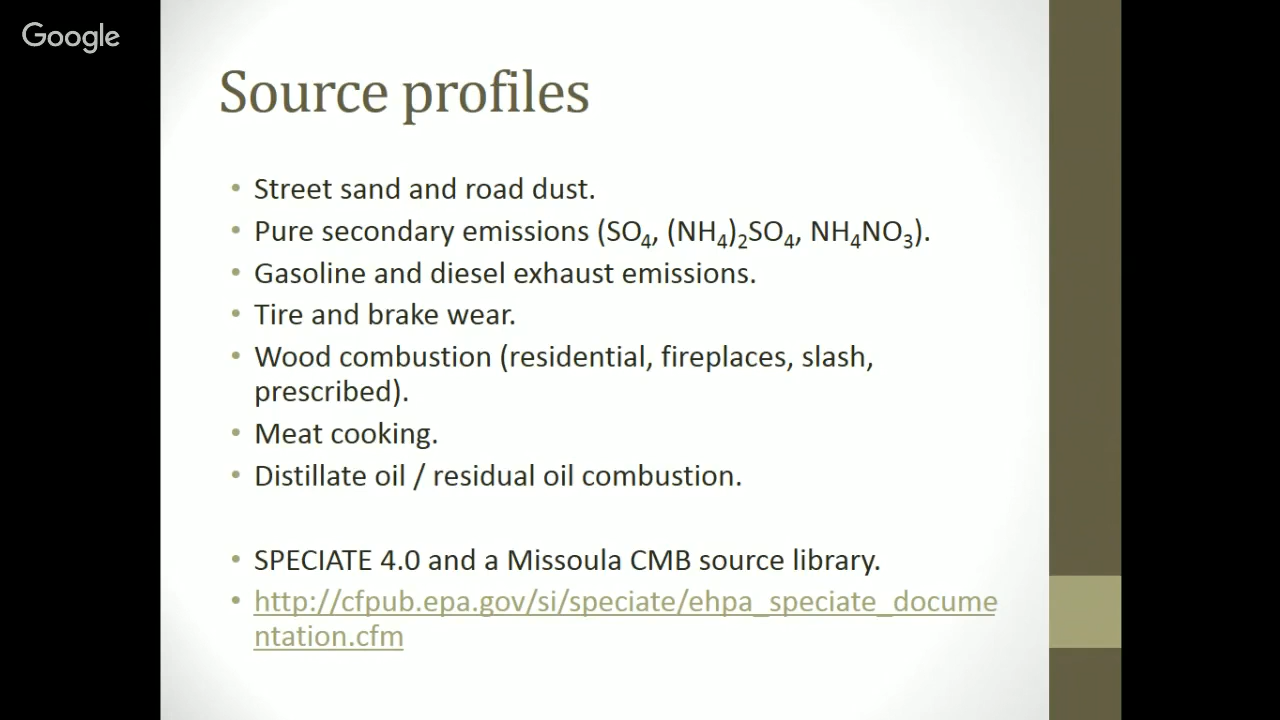 Google
Source profiles
• Street sand and road dust.
• Pure secondary emissions (SO₄, (NH₄)₂SO₄, NH₄NO₃).
• Gasoline and diesel exhaust emissions.
• Tire and brake wear.
• Wood combustion (residential, fireplaces, slash,
prescribed).
• Meat cooking.
• Distillate oil / residual oil combustion.
• SPECIATE 4.0 and a Missoula CMB source library.
• http://cfpub.epa.gov/si/speciate/ehpa_speciate_docume
ntation.cfm